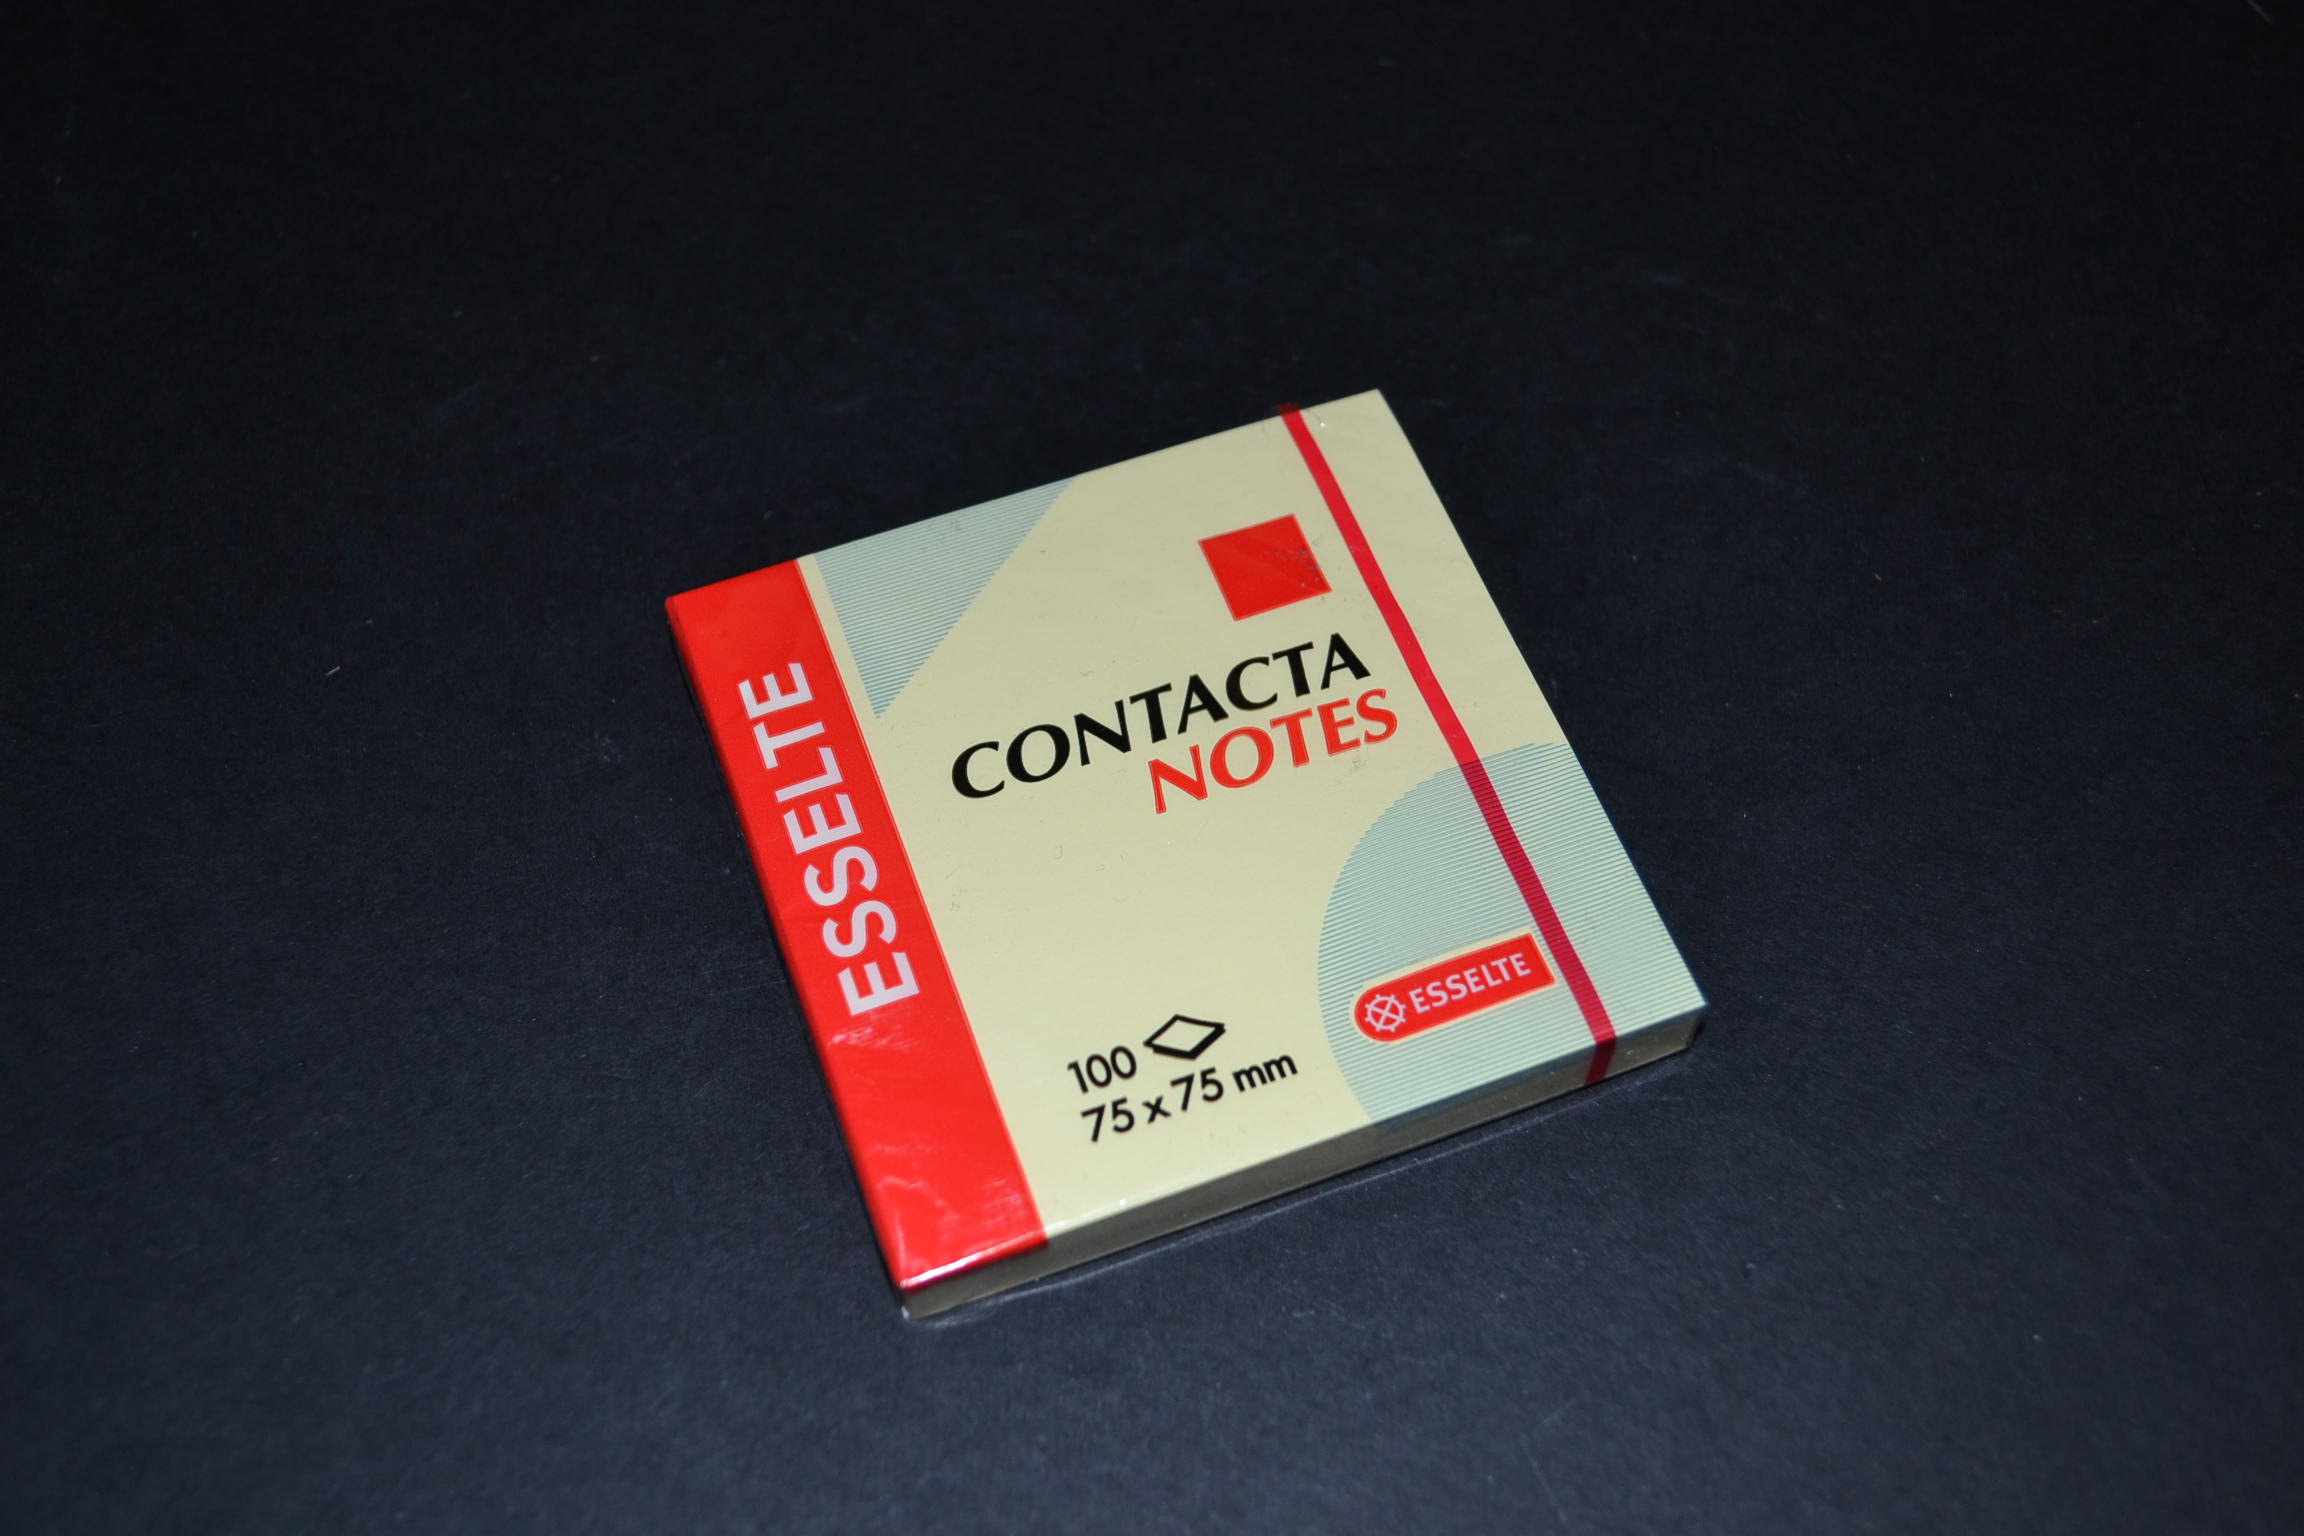 ESSELTE
CONTACTA
NOTES
ESSELTE
100
75 x 75 mm